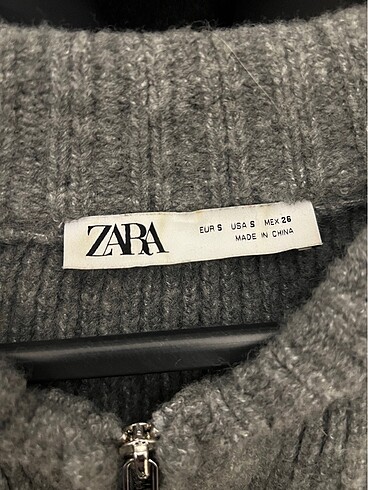 ZARA
EUR S USA S MEX 26
MADE IN CHINA